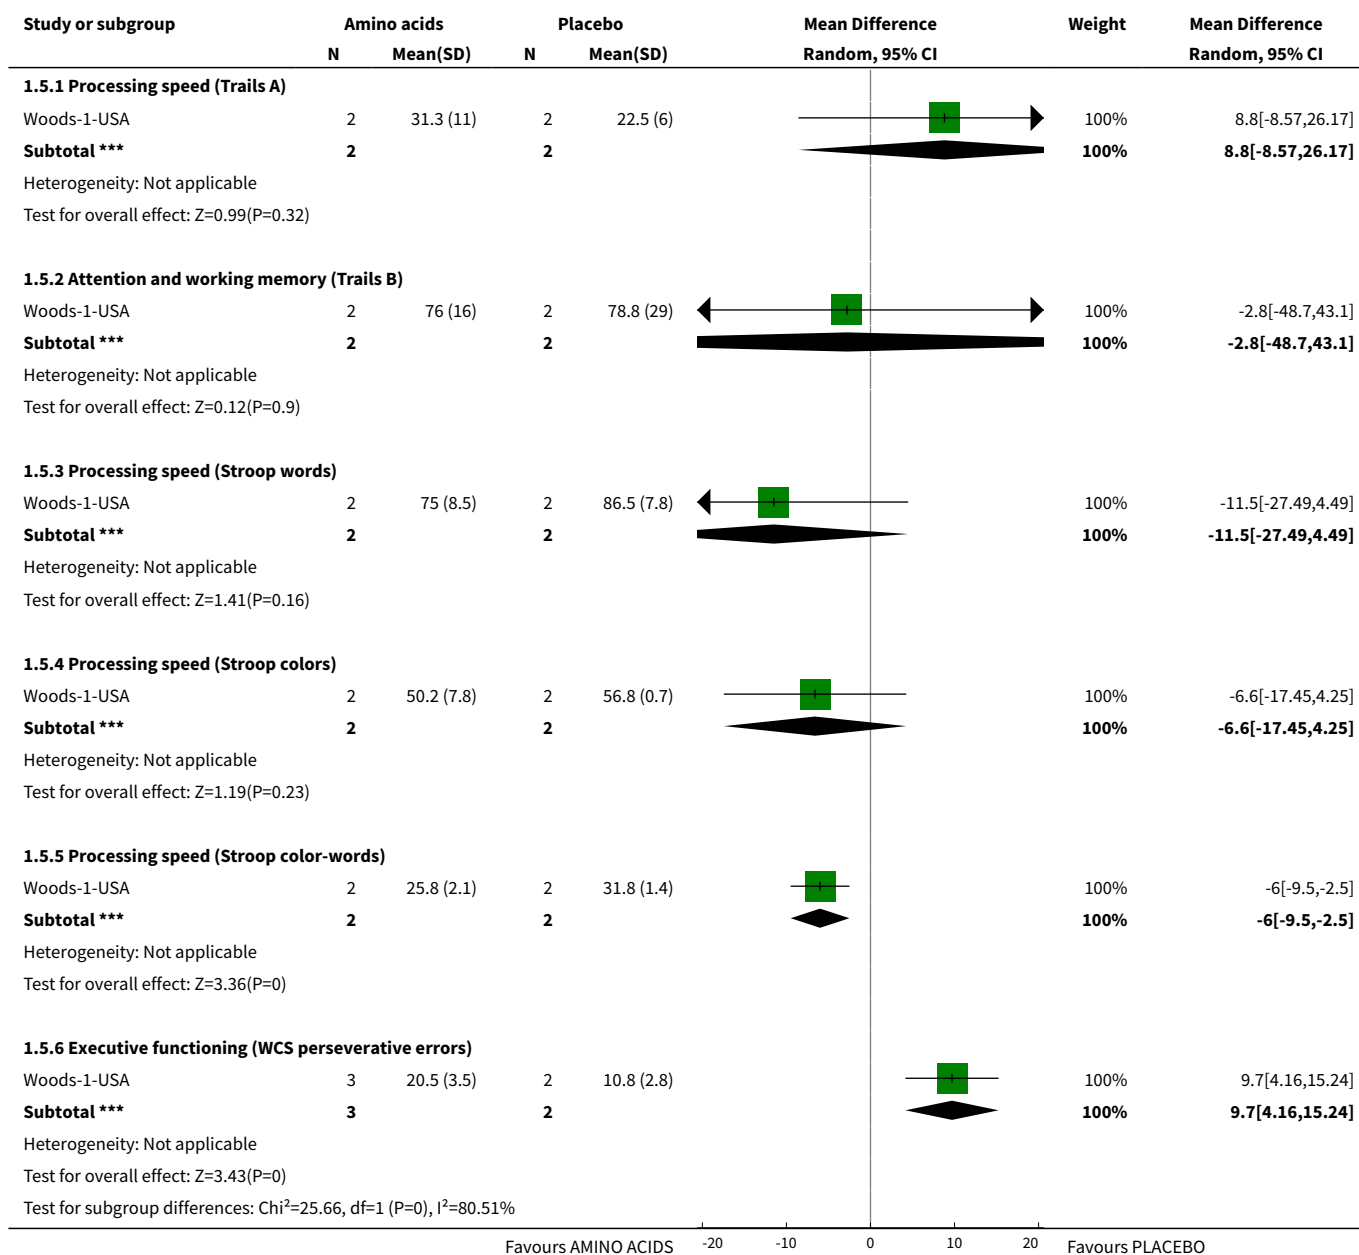 Study or subgroup Amino acids Placebo Mean Difference Weight Mean Difference
N Mean(SD) N Mean(SD) Random, 95% CI Random, 95% CI
1.5.1 Processing speed (Trails A)
Woods-1-USA 2 31.3 (11) 2 22.5 (6) 100% 8.8[-8.57,26.17]
Subtotal *** 2 2 100% 8.8[-8.57,26.17]
Heterogeneity: Not applicable
Test for overall effect: Z=0.99(P=0.32)
1.5.2 Attention and working memory (Trails B)
Woods-1-USA 2 76 (16) 2 78.8 (29) 100% -2.8[-48.7,43.1]
Subtotal *** 2 2 100% -2.8[-48.7,43.1]
Heterogeneity: Not applicable
Test for overall effect: Z=0.12(P=0.9)
1.5.3 Processing speed (Stroop words)
Woods-1-USA 2 75 (8.5) 2 86.5 (7.8) 100% -11.5[-27.49,4.49]
Subtotal *** 2 2 100% -11.5[-27.49,4.49]
Heterogeneity: Not applicable
Test for overall effect: Z=1.41(P=0.16)
1.5.4 Processing speed (Stroop colors)
Woods-1-USA 2 50.2 (7.8) 2 56.8 (0.7) 100% -6.6[-17.45,4.25]
Subtotal *** 2 2 100% -6.6[-17.45,4.25]
Heterogeneity: Not applicable
Test for overall effect: Z=1.19(P=0.23)
1.5.5 Processing speed (Stroop color-words)
Woods-1-USA 2 25.8 (2.1) 2 31.8 (1.4) 100% -6[-9.5,-2.5]
Subtotal *** 2 2 100% -6[-9.5,-2.5]
Heterogeneity: Not applicable
Test for overall effect: Z=3.36(P=0)
1.5.6 Executive functioning (WCS perseverative errors)
Woods-1-USA 3 20.5 (3.5) 2 10.8 (2.8) 100% 9.7[4.16,15.24]
Subtotal *** 3 2 100% 9.7[4.16,15.24]
Heterogeneity: Not applicable
Test for overall effect: Z=3.43(P=0)
Test for subgroup differences: Chi²=25.66, df=1 (P=0), I²=80.51%
Favours AMINO ACIDS -20 -10 0 10 20 Favours PLACEBO